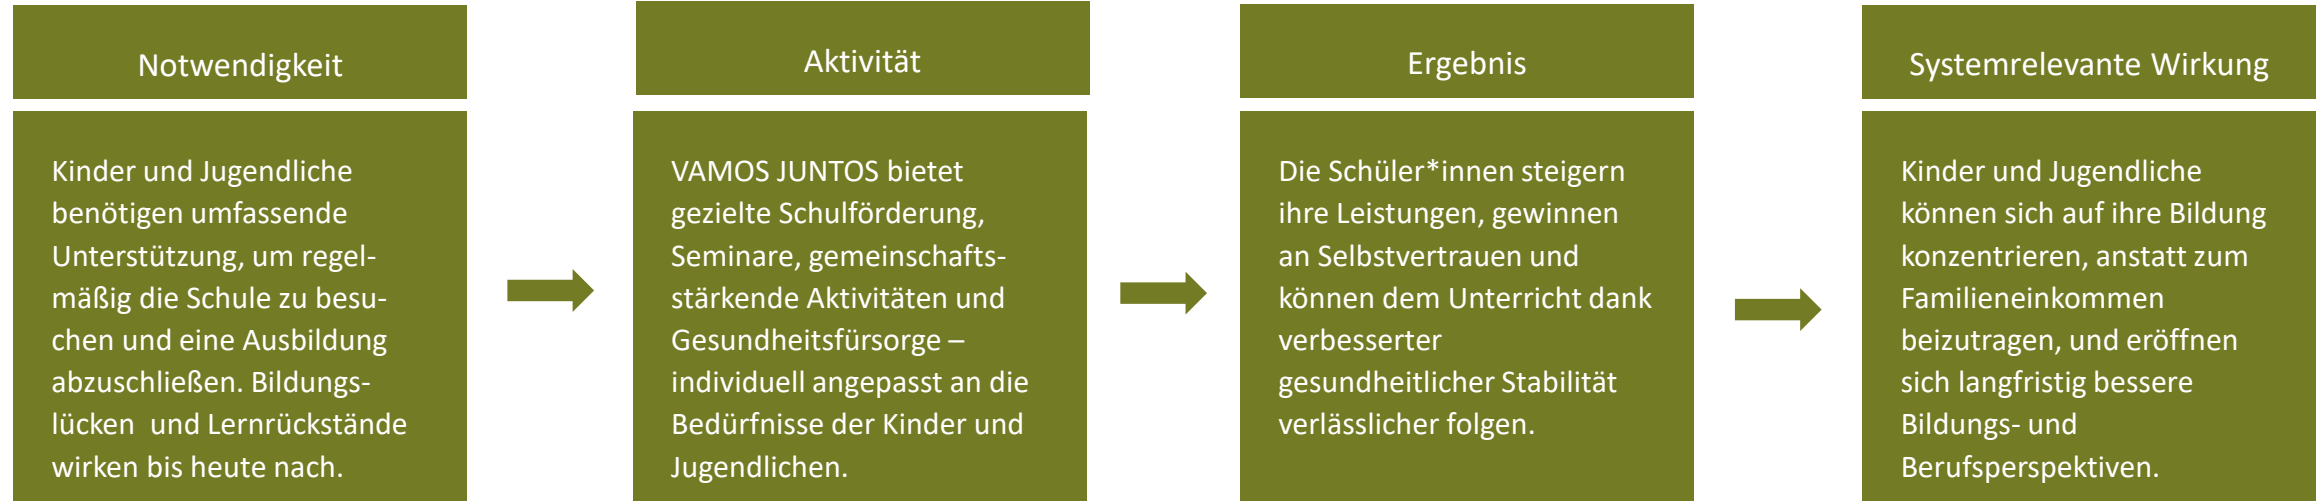 Notwendigkeit
Kinder und Jugendliche
benötigen umfassende
Unterstützung, um regel-
mäßig die Schule zu besu-
chen und eine Ausbildung
abzuschließen. Bildungs-
lücken  und Lernrückstände
wirken bis heute nach.
Aktivität
VAMOS JUNTOS bietet
gezielte Schulförderung,
Seminare, gemeinschafts-
stärkende Aktivitäten und
Gesundheitsfürsorge –
individuell angepasst an die
Bedürfnisse der Kinder und
Jugendlichen.
Ergebnis
Die Schüler*innen steigern
ihre Leistungen, gewinnen
an Selbstvertrauen und
können dem Unterricht dank
verbesserter
gesundheitlicher Stabilität
verlässlicher folgen.
Systemrelevante Wirkung
Kinder und Jugendliche
können sich auf ihre Bildung
konzentrieren, anstatt zum
Familieneinkommen
beizutragen, und eröffnen
sich langfristig bessere
Bildungs- und
Berufsperspektiven.